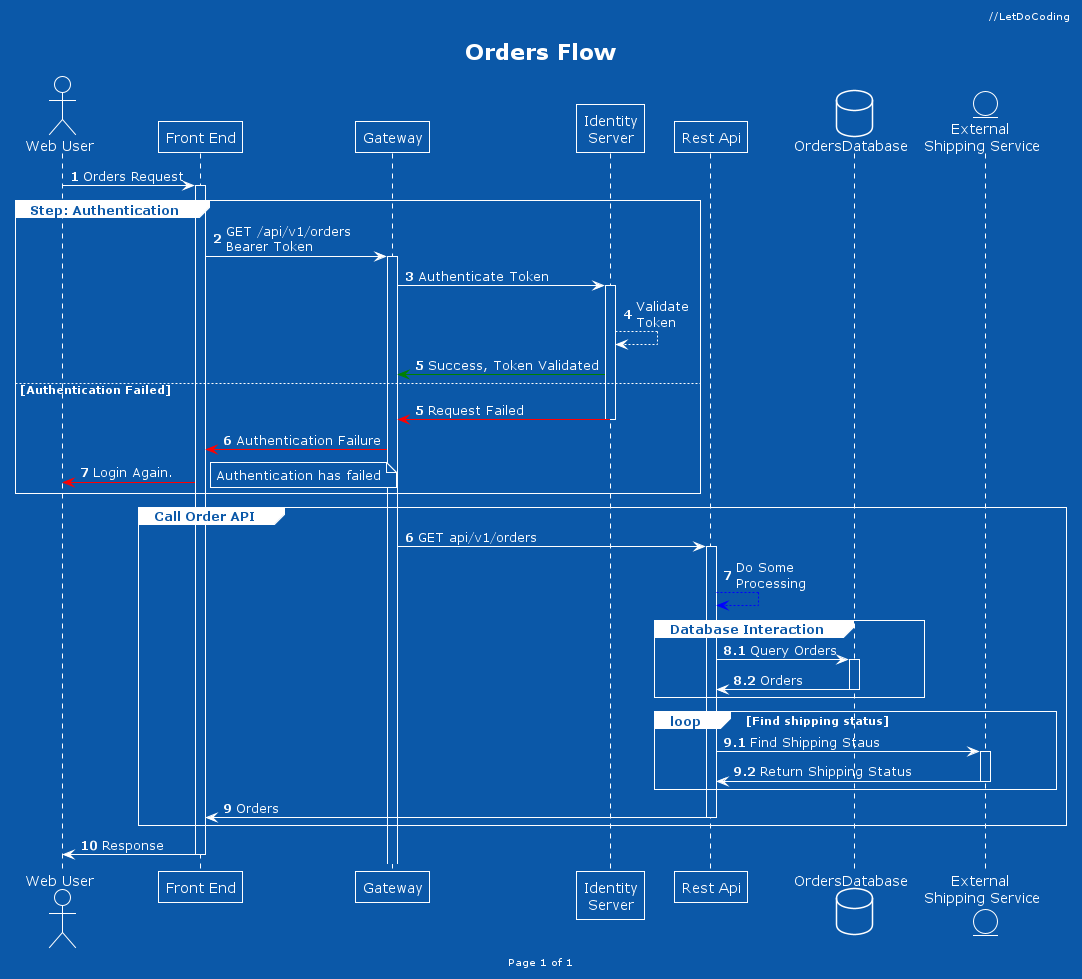 //LetDoCoding
Orders Flow
Web User
Front End
Gateway
Identity
Server
Rest Api
OrdersDatabase
External
Shipping Service
1 Orders Request
Step: Authentication
2 GET /api/v1/orders
Bearer Token
3 Authenticate Token
4 Validate
Token
5 Success, Token Validated
[Authentication Failed]
5 Request Failed
6 Authentication Failure
7 Login Again.
Authentication has failed
Call Order API
6 GET api/v1/orders
7 Do Some
Processing
Database Interaction
8.1 Query Orders
8.2 Orders
loop [Find shipping status]
9.1 Find Shipping Staus
9.2 Return Shipping Status
9 Orders
10 Response
Web User
Front End
Gateway
Identity
Server
Rest Api
OrdersDatabase
External
Shipping Service
Page 1 of 1